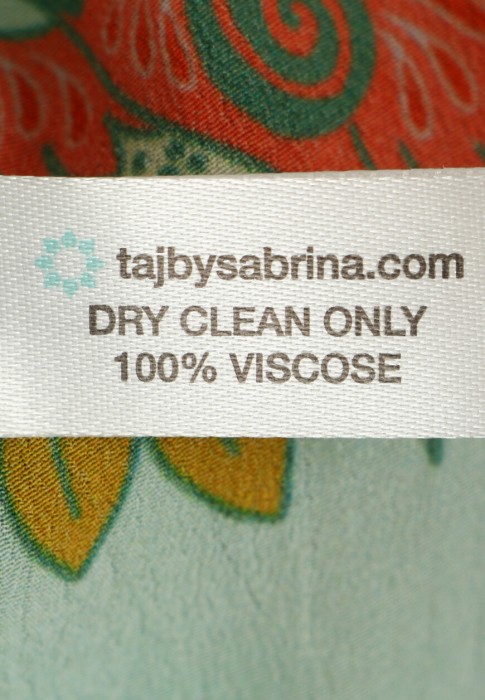 tajbysabrina.com
DRY CLEAN ONLY
100% VISCOSE